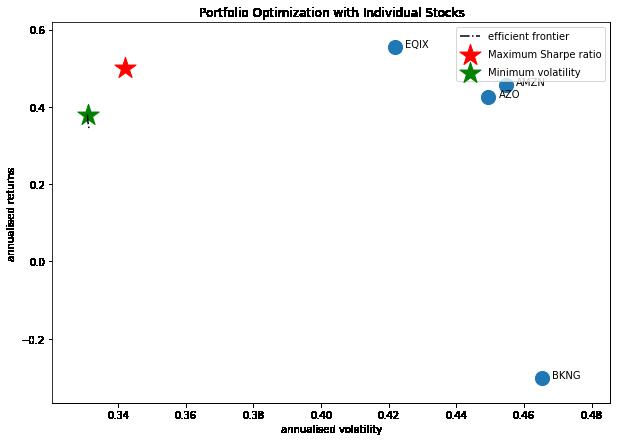 Portfolio Optimization with Individual Stocks
efficient frontier
Maximum Sharpe ratio
Minimum volatility
EQIX
AMZN
AZO
BKNG
annualised returns
0.6
0.4
0.2
0.0
−0.2
0.34 0.36 0.38 0.40 0.42 0.44 0.46 0.48
annualised volatility